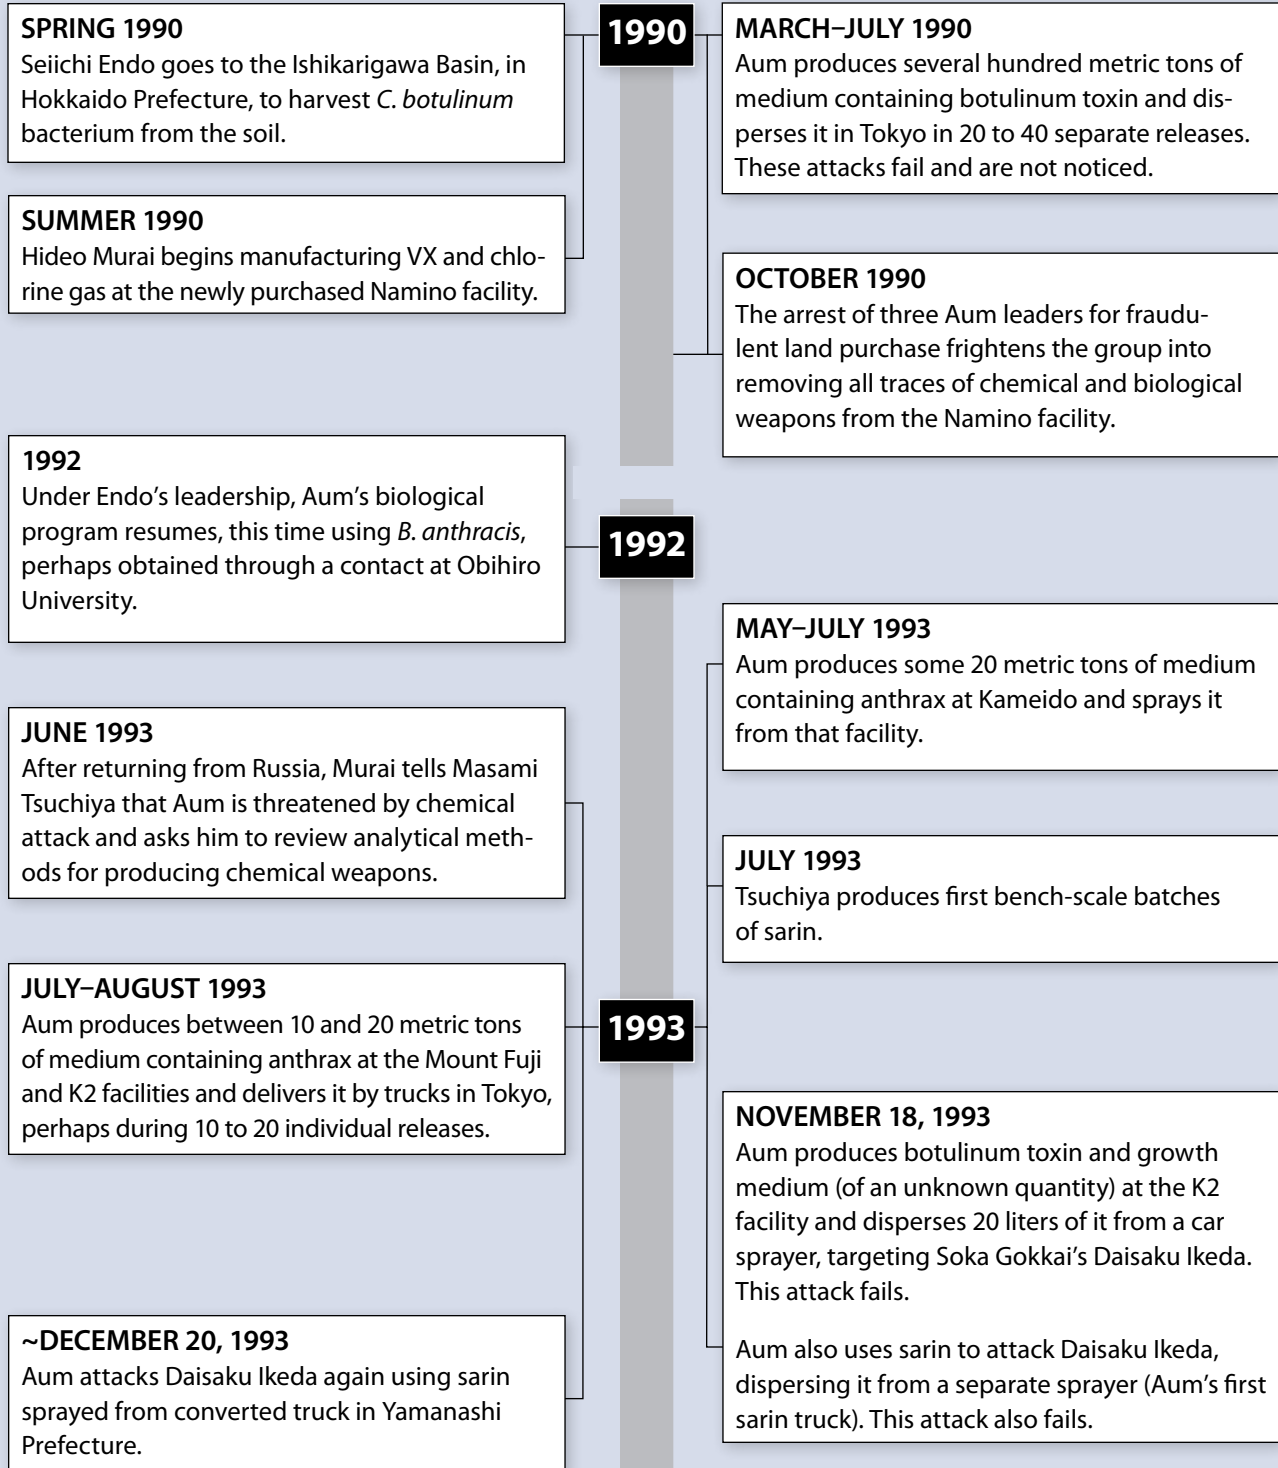 1990
SPRING 1990
Seiichi Endo goes to the Ishikarigawa Basin, in
Hokkaido Prefecture, to harvest C. botulinum
bacterium from the soil.
MARCH–JULY 1990
Aum produces several hundred metric tons of
medium containing botulinum toxin and dis-
perses it in Tokyo in 20 to 40 separate releases.
These attacks fail and are not noticed.
SUMMER 1990
Hideo Murai begins manufacturing VX and chlo-
rine gas at the newly purchased Namino facility.
OCTOBER 1990
The arrest of three Aum leaders for fraudu-
lent land purchase frightens the group into
removing all traces of chemical and biological
weapons from the Namino facility.
1992
1992
Under Endo’s leadership, Aum’s biological
program resumes, this time using B. anthracis,
perhaps obtained through a contact at Obihiro
University.
MAY–JULY 1993
Aum produces some 20 metric tons of medium
containing anthrax at Kameido and sprays it
from that facility.
JUNE 1993
After returning from Russia, Murai tells Masami
Tsuchiya that Aum is threatened by chemical
attack and asks him to review analytical meth-
ods for producing chemical weapons.
JULY 1993
Tsuchiya produces first bench-scale batches
of sarin.
1993
JULY–AUGUST 1993
Aum produces between 10 and 20 metric tons
of medium containing anthrax at the Mount Fuji
and K2 facilities and delivers it by trucks in Tokyo,
perhaps during 10 to 20 individual releases.
NOVEMBER 18, 1993
Aum produces botulinum toxin and growth
medium (of an unknown quantity) at the K2
facility and disperses 20 liters of it from a car
sprayer, targeting Soka Gokkai’s Daisaku Ikeda.
This attack fails.
Aum also uses sarin to attack Daisaku Ikeda,
dispersing it from a separate sprayer (Aum’s first
sarin truck). This attack also fails.
~DECEMBER 20, 1993
Aum attacks Daisaku Ikeda again using sarin
sprayed from converted truck in Yamanashi
Prefecture.